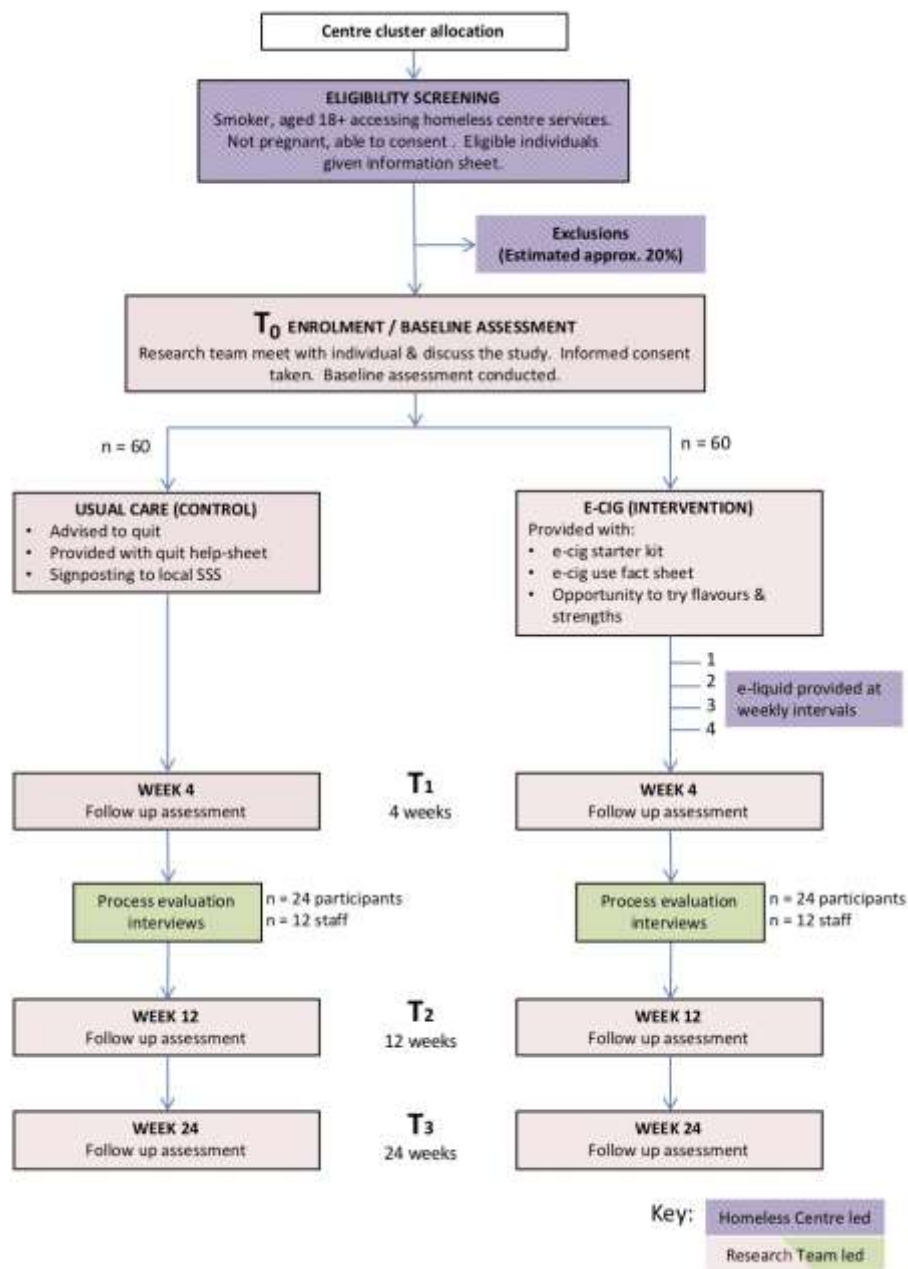 Centre cluster allocation
ELIGIBILITY SCREENING
Smoker, aged 18+ accessing homeless centre services.
Not pregnant, able to consent . Eligible individuals
given information sheet.
Exclusions
(Estimated approx. 20%)
T0 ENROLMENT / BASELINE ASSESSMENT
Research team meet with individual & discuss the study. Informed consent
taken. Baseline assessment conducted.
n = 60
n = 60
USUAL CARE (CONTROL)
• Advised to quit
• Provided with quit help-sheet
• Signposting to local SSS
E-CIG (INTERVENTION)
Provided with:
• e-cig starter kit
• e-cig use fact sheet
• Opportunity to try flavours &
strengths
1
2
3
4
e-liquid provided at
weekly intervals
WEEK 4
Follow up assessment
T1
4 weeks
WEEK 4
Follow up assessment
Process evaluation
interviews
n = 24 participants
n = 12 staff
Process evaluation
interviews
n = 24 participants
n = 12 staff
WEEK 12
Follow up assessment
T2
12 weeks
WEEK 12
Follow up assessment
WEEK 24
Follow up assessment
T3
24 weeks
WEEK 24
Follow up assessment
Key:
Homeless Centre led
Research Team led